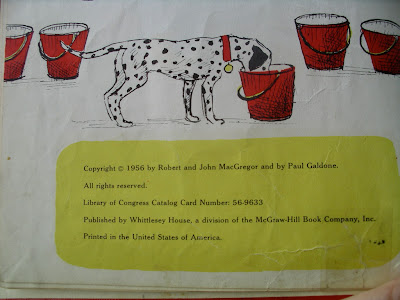 Copyright © 1956 by Robert and John MacGregor and by Paul Galdone.
All rights reserved.
Library of Congress Catalog Card Number: 56-9633
Published by Whittlesey House, a division of the McGraw-Hill Book Company, Inc.
Printed in the United States of America.